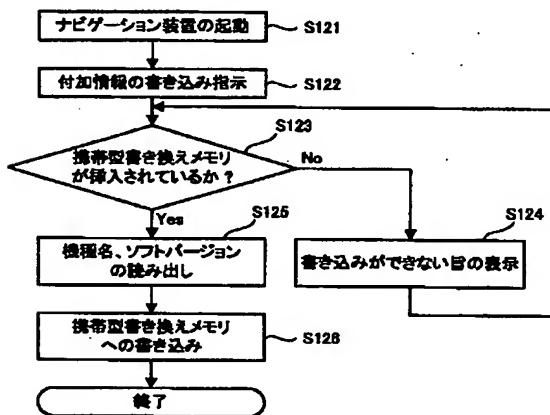 ナビゲーション装置の起動
S121
付加情報の書き込み指示
S122
S123
携帯型書き換えメモリ
が挿入されているか？
No
Yes
S125
機種名、ソフトバージョン
の読み出し
S124
書き込みができない旨の表示
携帯型書き換えメモリ
への書き込み
S126
終了